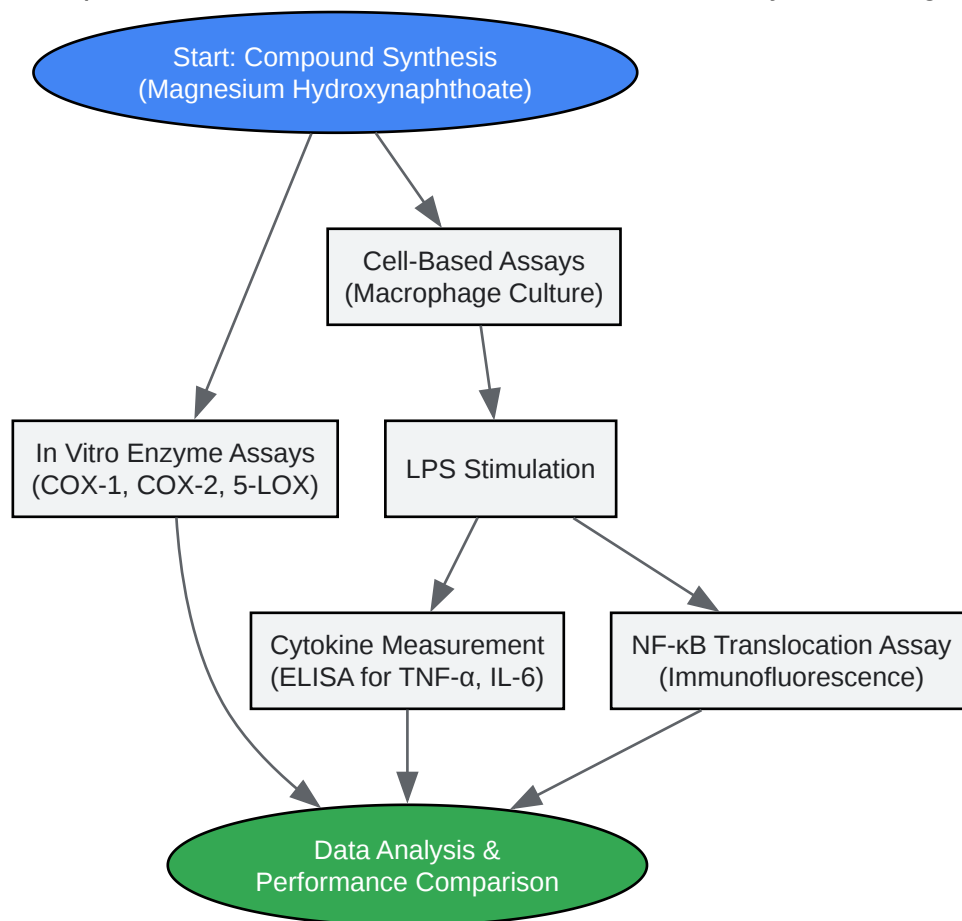 Start: Compound Synthesis
(Magnesium Hydroxynaphthoate)
Cell-Based Assays
(Macrophage Culture)
In Vitro Enzyme Assays
(COX-1, COX-2, 5-LOX)
LPS Stimulation
Cytokine Measurement
(ELISA for TNF-α, IL-6)
NF-κB Translocation Assay
(Immunofluorescence)
Data Analysis &
Performance Comparison